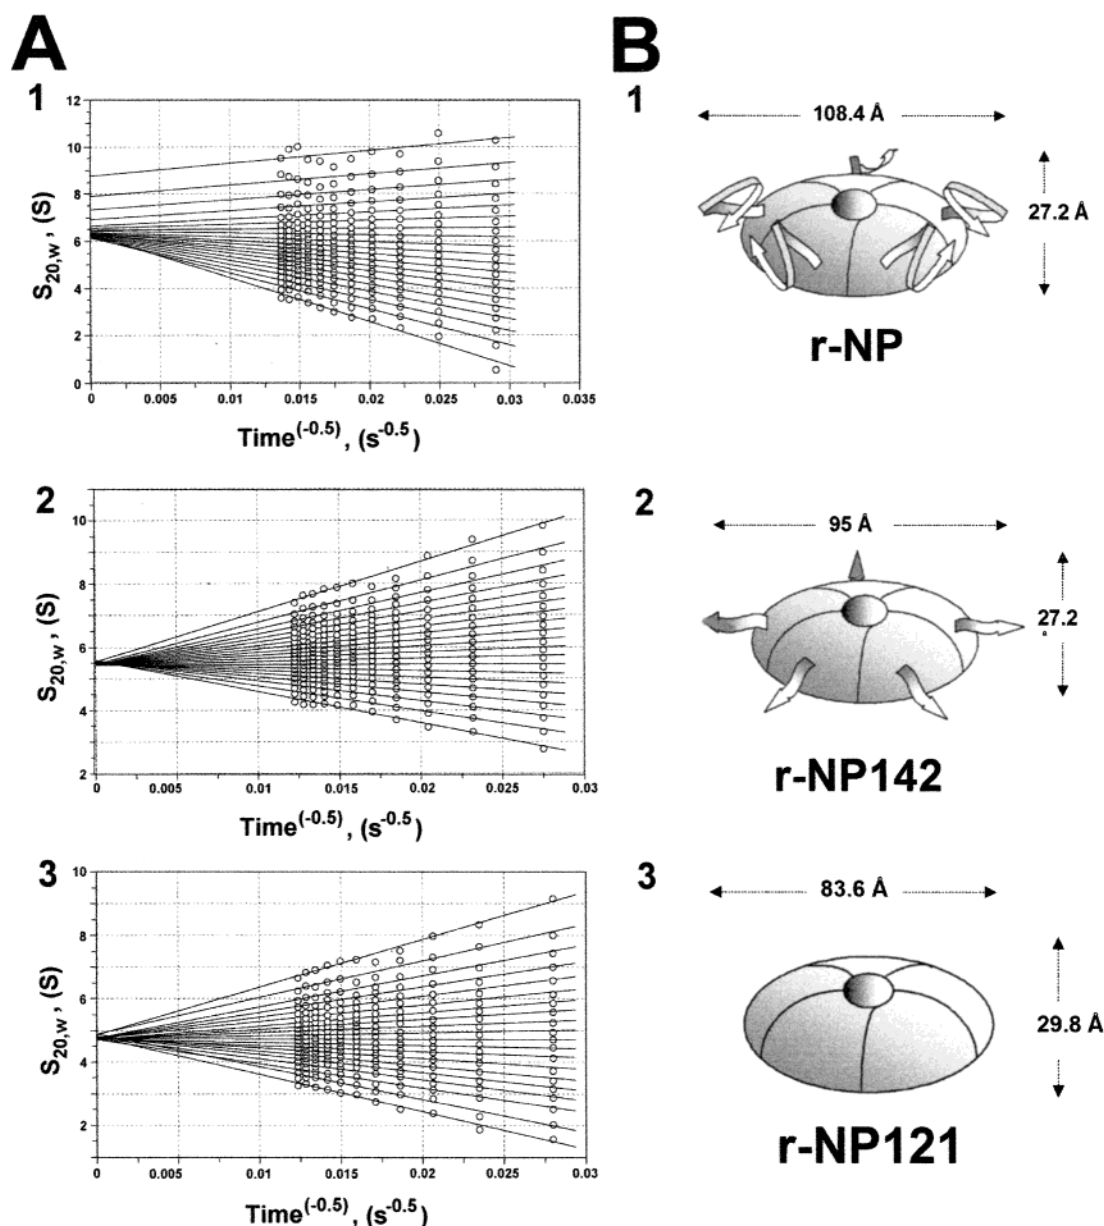 A
B
1
12
10
8
6
4
2
0
S20,w, (S)
0 0.005 0.01 0.015 0.02 0.025 0.03 0.035
Time(-0.5), (s-0.5)
1
108.4 Å
27.2 Å
r-NP
2
10
8
6
4
2
S20,w, (S)
0 0.005 0.01 0.015 0.02 0.025 0.03
Time(-0.5), (s-0.5)
2
95 Å
27.2
r-NP142
3
10
8
6
4
2
S20,w, (S)
0 0.005 0.01 0.015 0.02 0.025 0.03
Time(-0.5), (s-0.5)
3
83.6 Å
29.8 Å
r-NP121